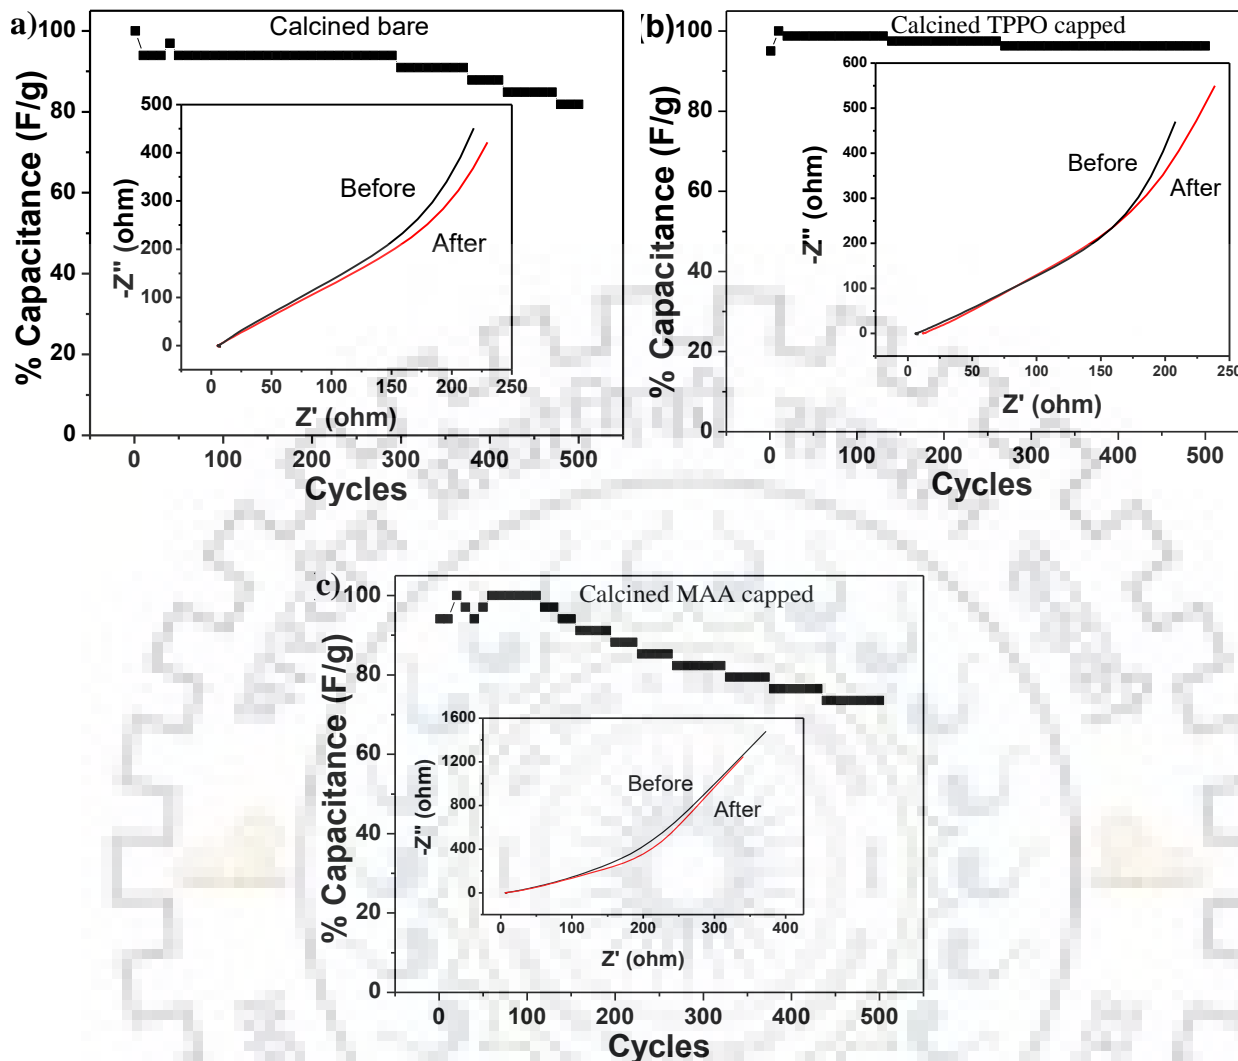 a)
Calcined bare
% Capacitance (F/g)
100
80
60
40
20
0
0 100 200 300 400 500
Cycles
-Z'' (ohm)
500
400
300
200
100
0
0 50 100 150 200 250
Z' (ohm)
Before
After
(b)
Calcined TPPO capped
% Capacitance (F/g)
100
80
60
40
20
0
0 100 200 300 400 500
Cycles
-Z'' (ohm)
600
500
400
300
200
100
0
0 50 100 150 200 250
Z' (ohm)
Before
After
c)
Calcined MAA capped
% Capacitance (F/g)
100
80
60
40
20
0
0 100 200 300 400 500
Cycles
-Z'' (ohm)
1600
1200
800
400
0
0 100 200 300 400
Z' (ohm)
Before
After